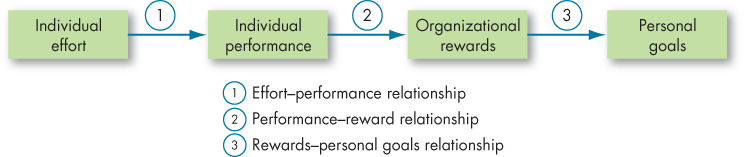 1
2
3
Individual
effort
Individual
performance
Organizational
rewards
Personal
goals
1 Effort–performance relationship
2 Performance–reward relationship
3 Rewards–personal goals relationship